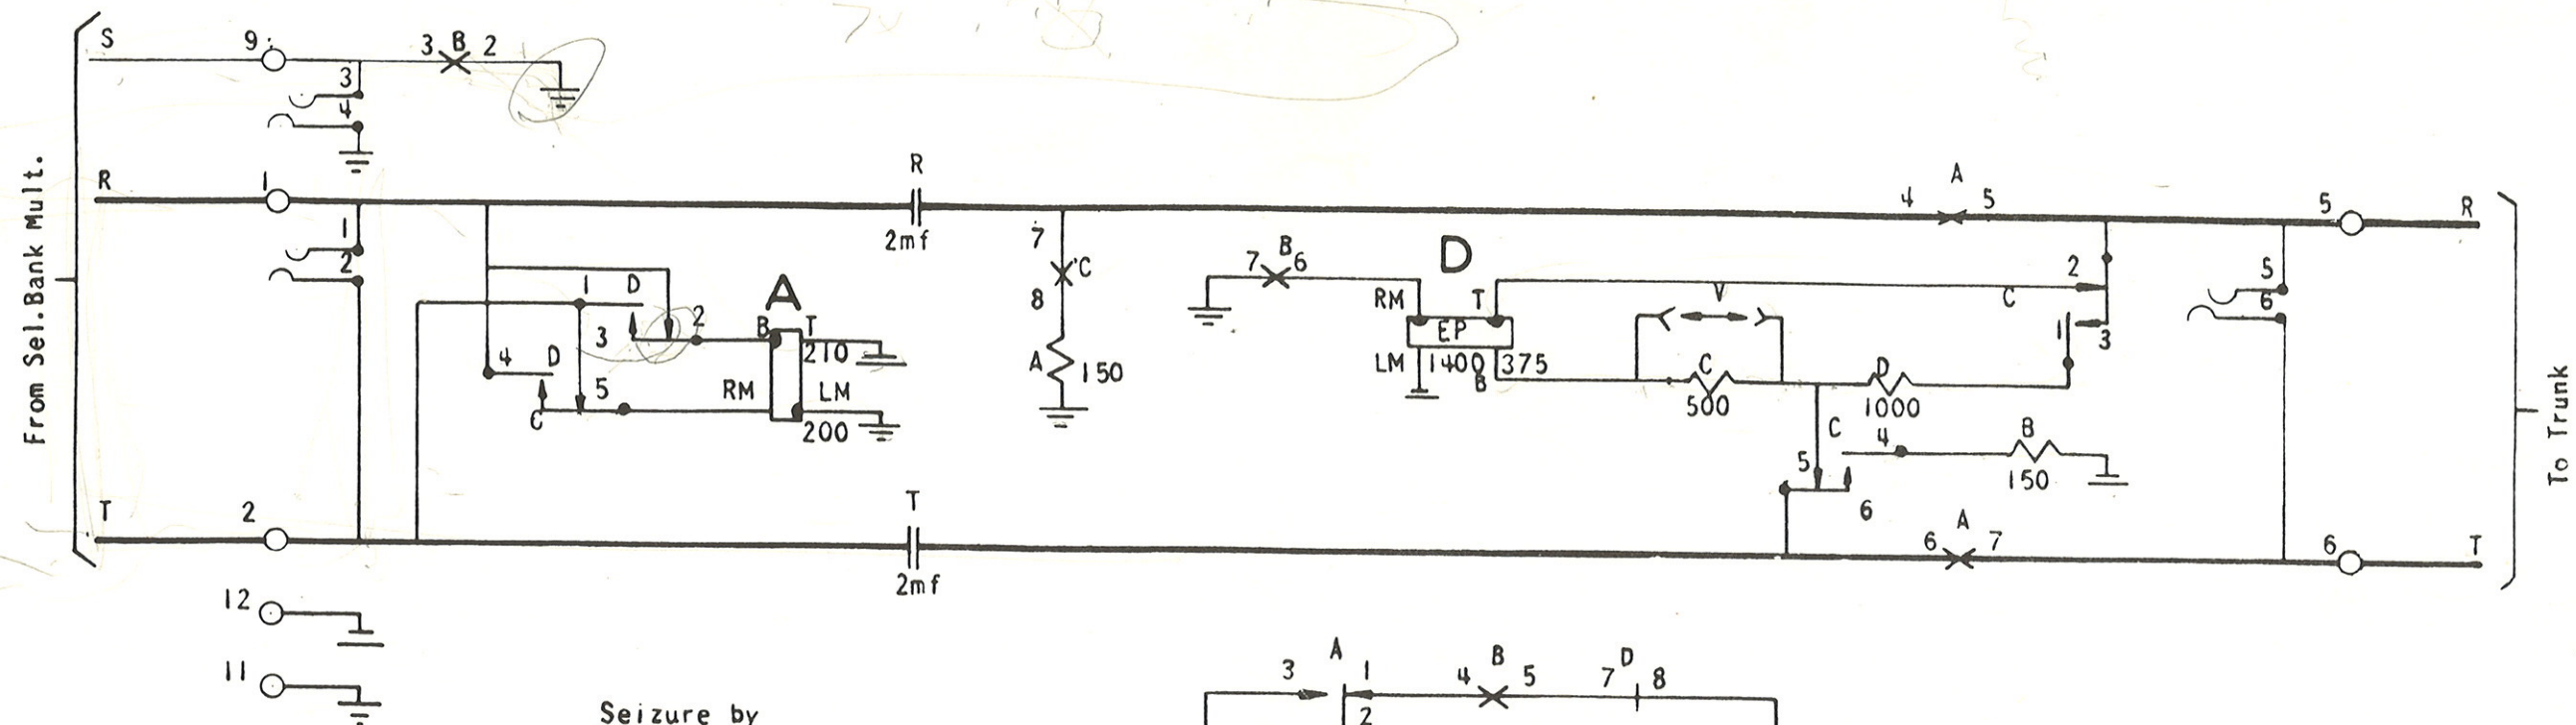 S 9 3 B 2
3
4
R 1 R 4 A 5 5 R
2mf
1
2
7 C
8
A 150
7 B 6
D
RM T
EP
LM 1400 375
B
V
C
500
D
1000
C
2
1
3
5
6
1 D
3 2
A
B T
210
4 D
C 5
RM LM
200
C 4 B
5 150
6
T 2 T 6 A 7 6 T
2mf
12
11
From Sel.Bank Mult.
To Trunk
3 A 1 4 B 5 7 D 8
2
Seizure by